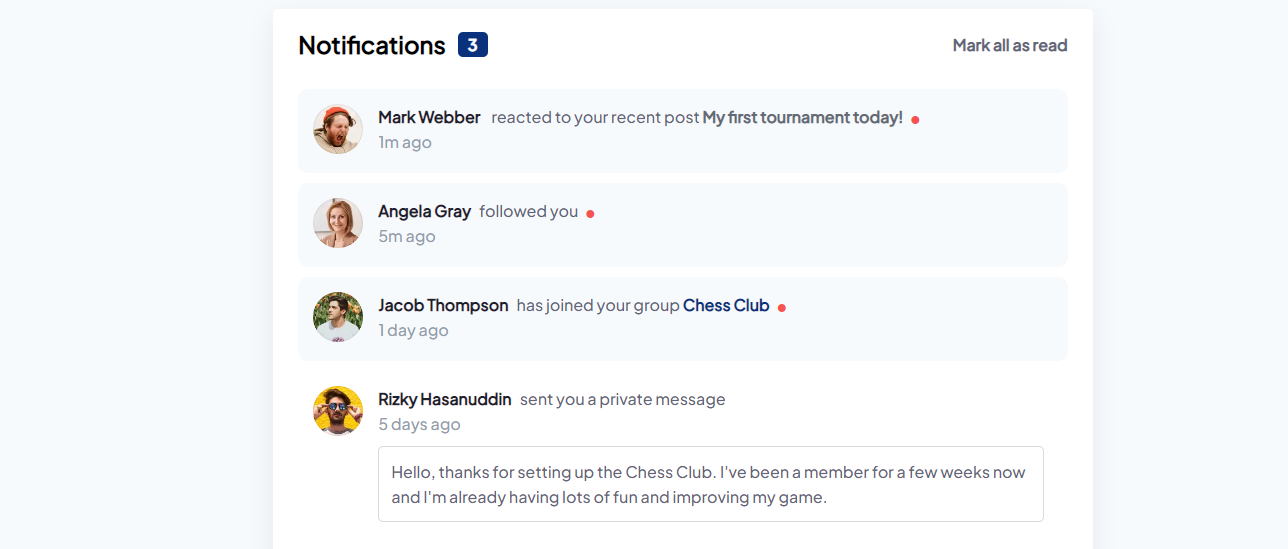 Notifications 3
Mark all as read
Mark Webber reacted to your recent post My first tournament today!
1m ago
Angela Gray followed you
5m ago
Jacob Thompson has joined your group Chess Club
1 day ago
Rizky Hasanuddin sent you a private message
5 days ago
Hello, thanks for setting up the Chess Club. I've been a member for a few weeks now
and I'm already having lots of fun and improving my game.